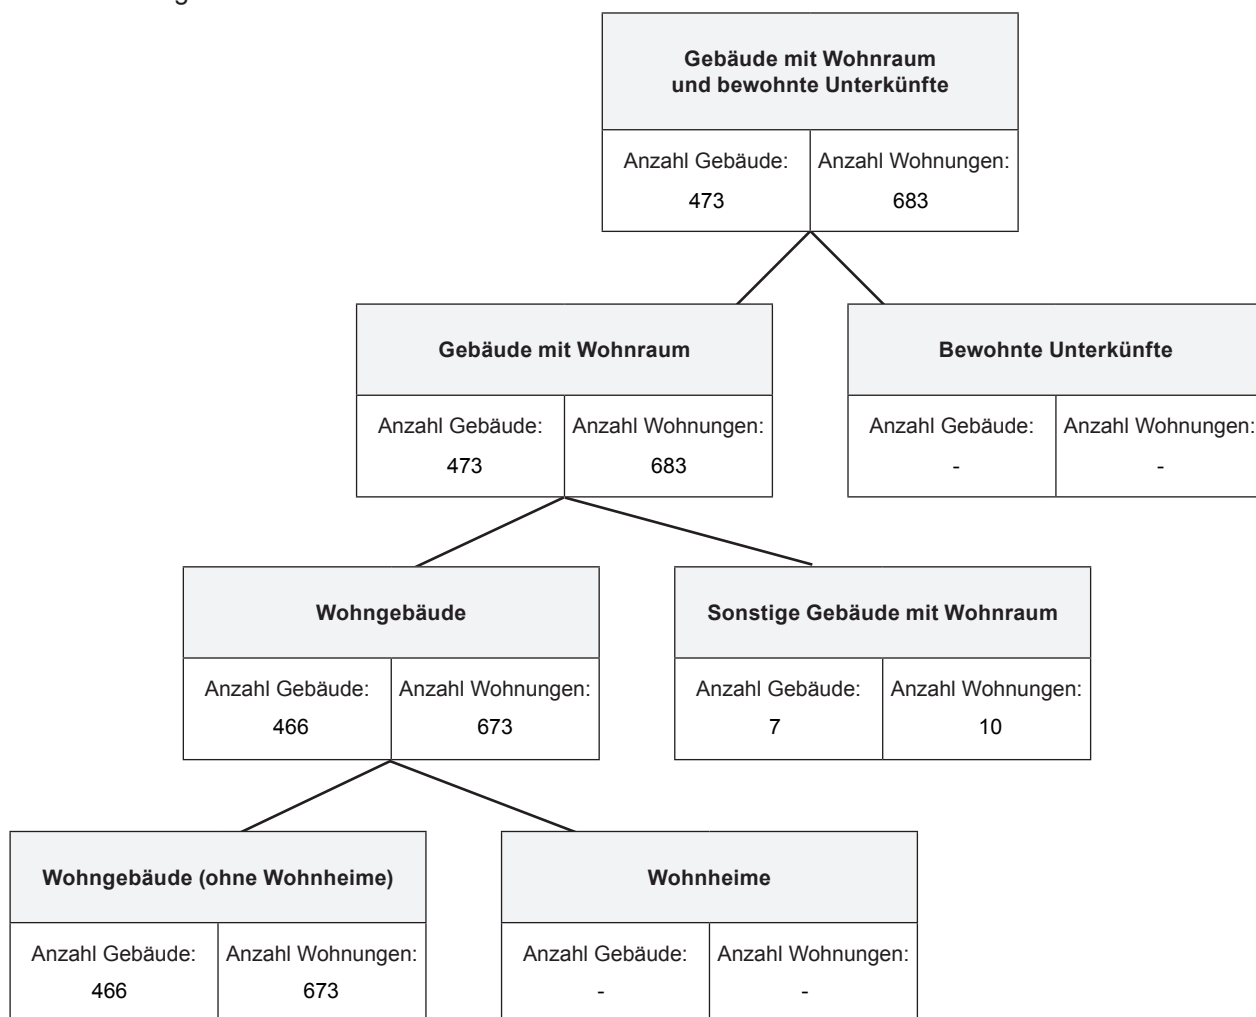 Gebäude mit Wohnraum
und bewohnte Unterkünfte
Anzahl Gebäude:
Anzahl Wohnungen:
473
683
Gebäude mit Wohnraum
Bewohnte Unterkünfte
Anzahl Gebäude:
Anzahl Wohnungen:
Anzahl Gebäude:
Anzahl Wohnungen:
473
683
-
-
Wohngebäude
Sonstige Gebäude mit Wohnraum
Anzahl Gebäude:
Anzahl Wohnungen:
Anzahl Gebäude:
Anzahl Wohnungen:
466
673
7
10
Wohngebäude (ohne Wohnheime)
Wohnheime
Anzahl Gebäude:
Anzahl Wohnungen:
Anzahl Gebäude:
Anzahl Wohnungen:
466
673
-
-